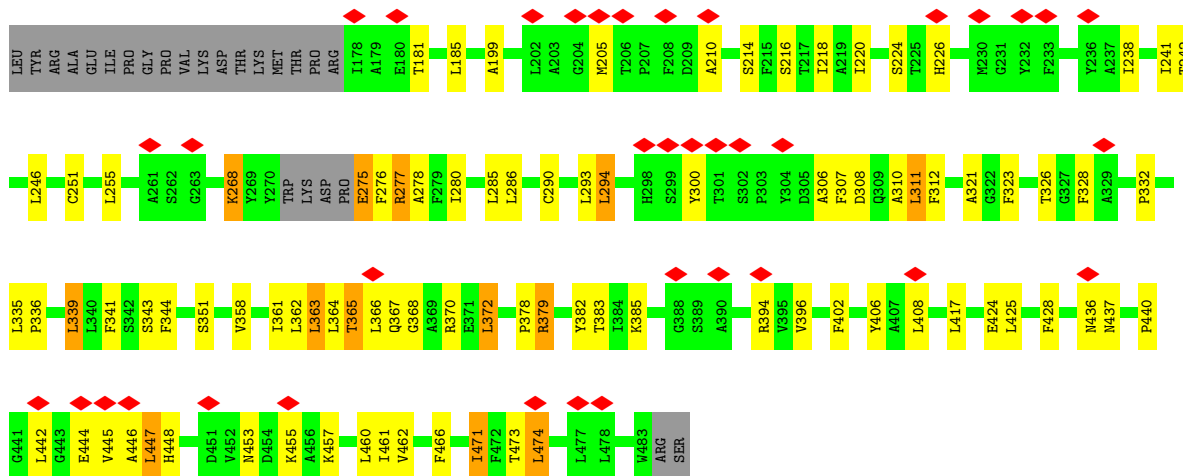 LEU TYR ARG ALA GLU ILE PRO GLY PRO VAL LYS ASP THR LYS MET THR PRO ARG I178 A179 E180 T181 L185 A199 L202 A203 G204 M205 T206 P207 F208 D209 A210 S214 F215 S216 T217 I218 A219 I220 S224 T225 H226 M230 G231 Y232 F233 Y236 A237 I238 I241
L246 C251 L255 A261 S262 G263 K268 Y269 Y270 TRP LYS ASP PRO E275 F276 R277 A278 F279 I280 L285 L286 C290 L293 L294 H298 S299 Y300 T301 S302 P303 Y304 D305 A306 F307 D308 Q309 A310 L311 F312 A321 G322 F323 T326 G327 F328 A329 P332
L335 P336 L339 L340 F341 S342 S343 F344 S351 V358 I361 L362 L363 L364 T365 L366 Q367 G368 A369 R370 E371 L372 P378 R379 Y382 T383 I384 K385 G388 S389 A390 R394 V395 V396 F402 Y406 A407 L408 L417 E424 L425 F428 N436 N437 P440
G441 L442 G443 E444 V445 A446 L447 H448 D451 V452 N453 D454 K455 A456 K457 L460 I461 V462 F466 I471 F472 T473 L474 L477 L478 W483 ARG SER